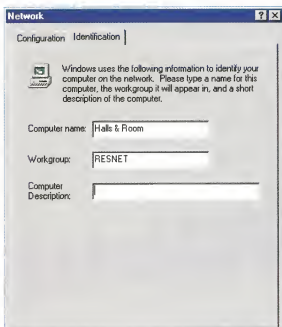 Network
Configuration Identification
Windows uses the following information to identify your
computer on the network. Please type a name for this
computer, the workgroup it will appear in, and a short
description of the computer.
Computer name: Halls & Room
Workgroup: RESNET
Computer
Description: